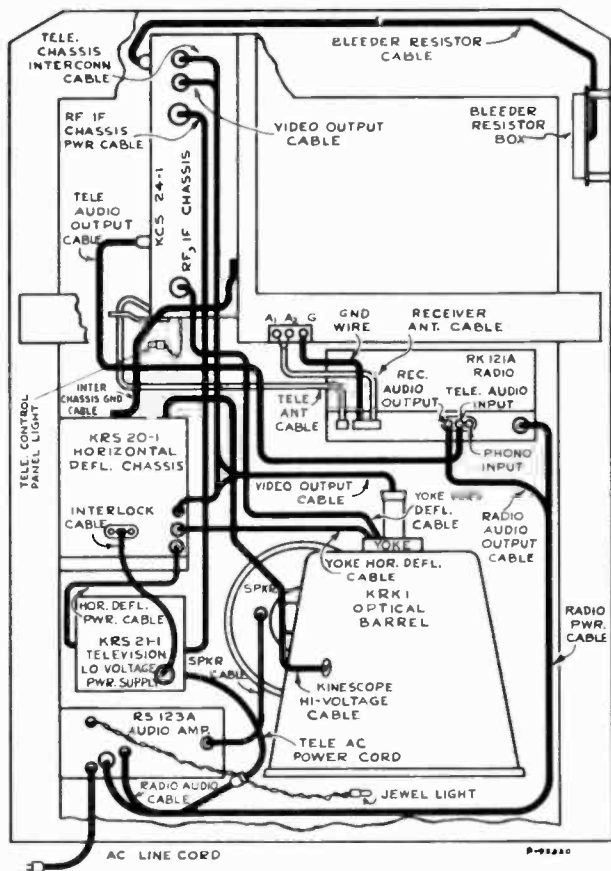 TELE.
CHASSIS
INTERCONN
CABLE
BLEEDER RESISTOR
CABLE
RF IF
CHASSIS
PWR CABLE
VIDEO OUTPUT
CABLE
BLEEDER
RESISTOR
BOX
KCS 24-1
RF, IF CHASSIS
TELE
AUDIO
OUTPUT
CABLE
A1 A2 G
GND
WIRE
RECEIVER
ANT. CABLE
RK 121A
RADIO
REC.
AUDIO
OUTPUT
TELE. AUDIO
INPUT
PHONO
INPUT
TELE
ANT
CABLE
INTER
CHASSIS GND
CABLE
TELE. CONTROL
PANEL LIGHT
KRS 20-1
HORIZONTAL
DEFL. CHASSIS
INTERLOCK
CABLE
VIDEO OUTPUT
CABLE
YOKE
DEFL.
CABLE
RADIO
AUDIO
OUTPUT
CABLE
YOKE
YOKE HOR. DEFL.
CABLE
SPKR
KRK1
OPTICAL
BARREL
HOR. DEFL.
PWR. CABLE
KRS 21-1
TELEVISION
LO VOLTAGE
PWR. SUPPLY
SPKR
CABLE
RADIO
PWR.
CABLE
KINESCOPE
HI-VOLTAGE
CABLE
RS 123A
AUDIO AMP.
TELE AC
POWER CORD
RADIO AUDIO
CABLE
JEWEL LIGHT
AC LINE CORD